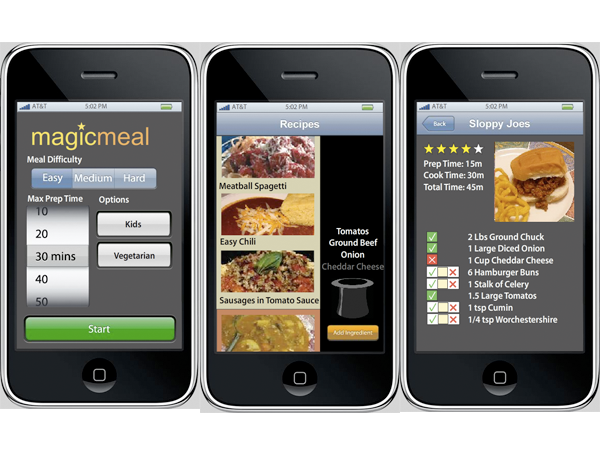 AT&T 5:02 PM
magicmeal
Meal Difficulty
Easy Medium Hard
Max Prep Time Options
10
20
30 mins
40
50
Kids
Vegetarian
Start
AT&T 5:02 PM
Recipes
Meatball Spagetti
Easy Chili
Sausages in Tomato Sauce
Tomatos
Ground Beef
Onion
Cheddar Cheese
Add Ingredient
AT&T 5:02 PM
Back Sloppy Joes
Prep Time: 15m
Cook Time: 30m
Total Time: 45m
2 Lbs Ground Chuck
1 Large Diced Onion
1 Cup Cheddar Cheese
6 Hamburger Buns
1 Stalk of Celery
1.5 Large Tomatos
1 tsp Cumin
1/4 tsp Worchestershire